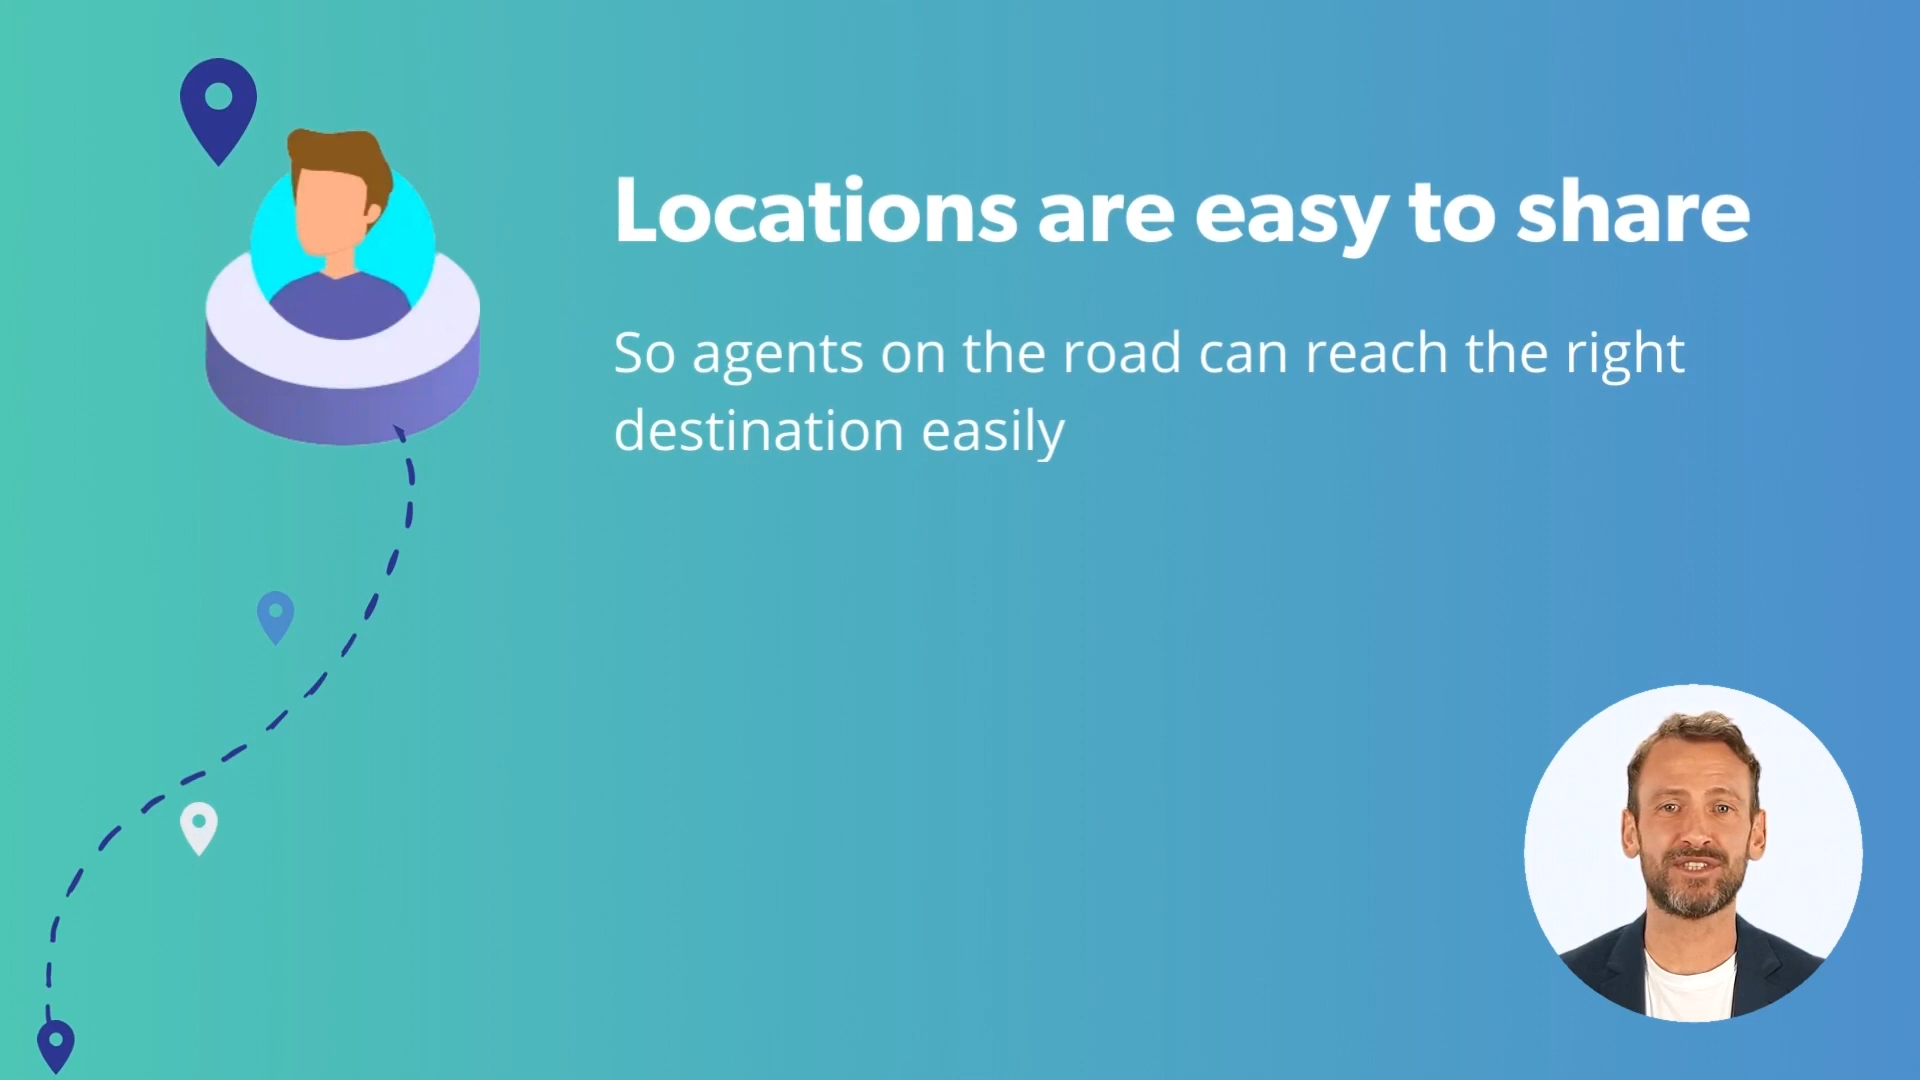 Locations are easy to share
So agents on the road can reach the right
destination easily